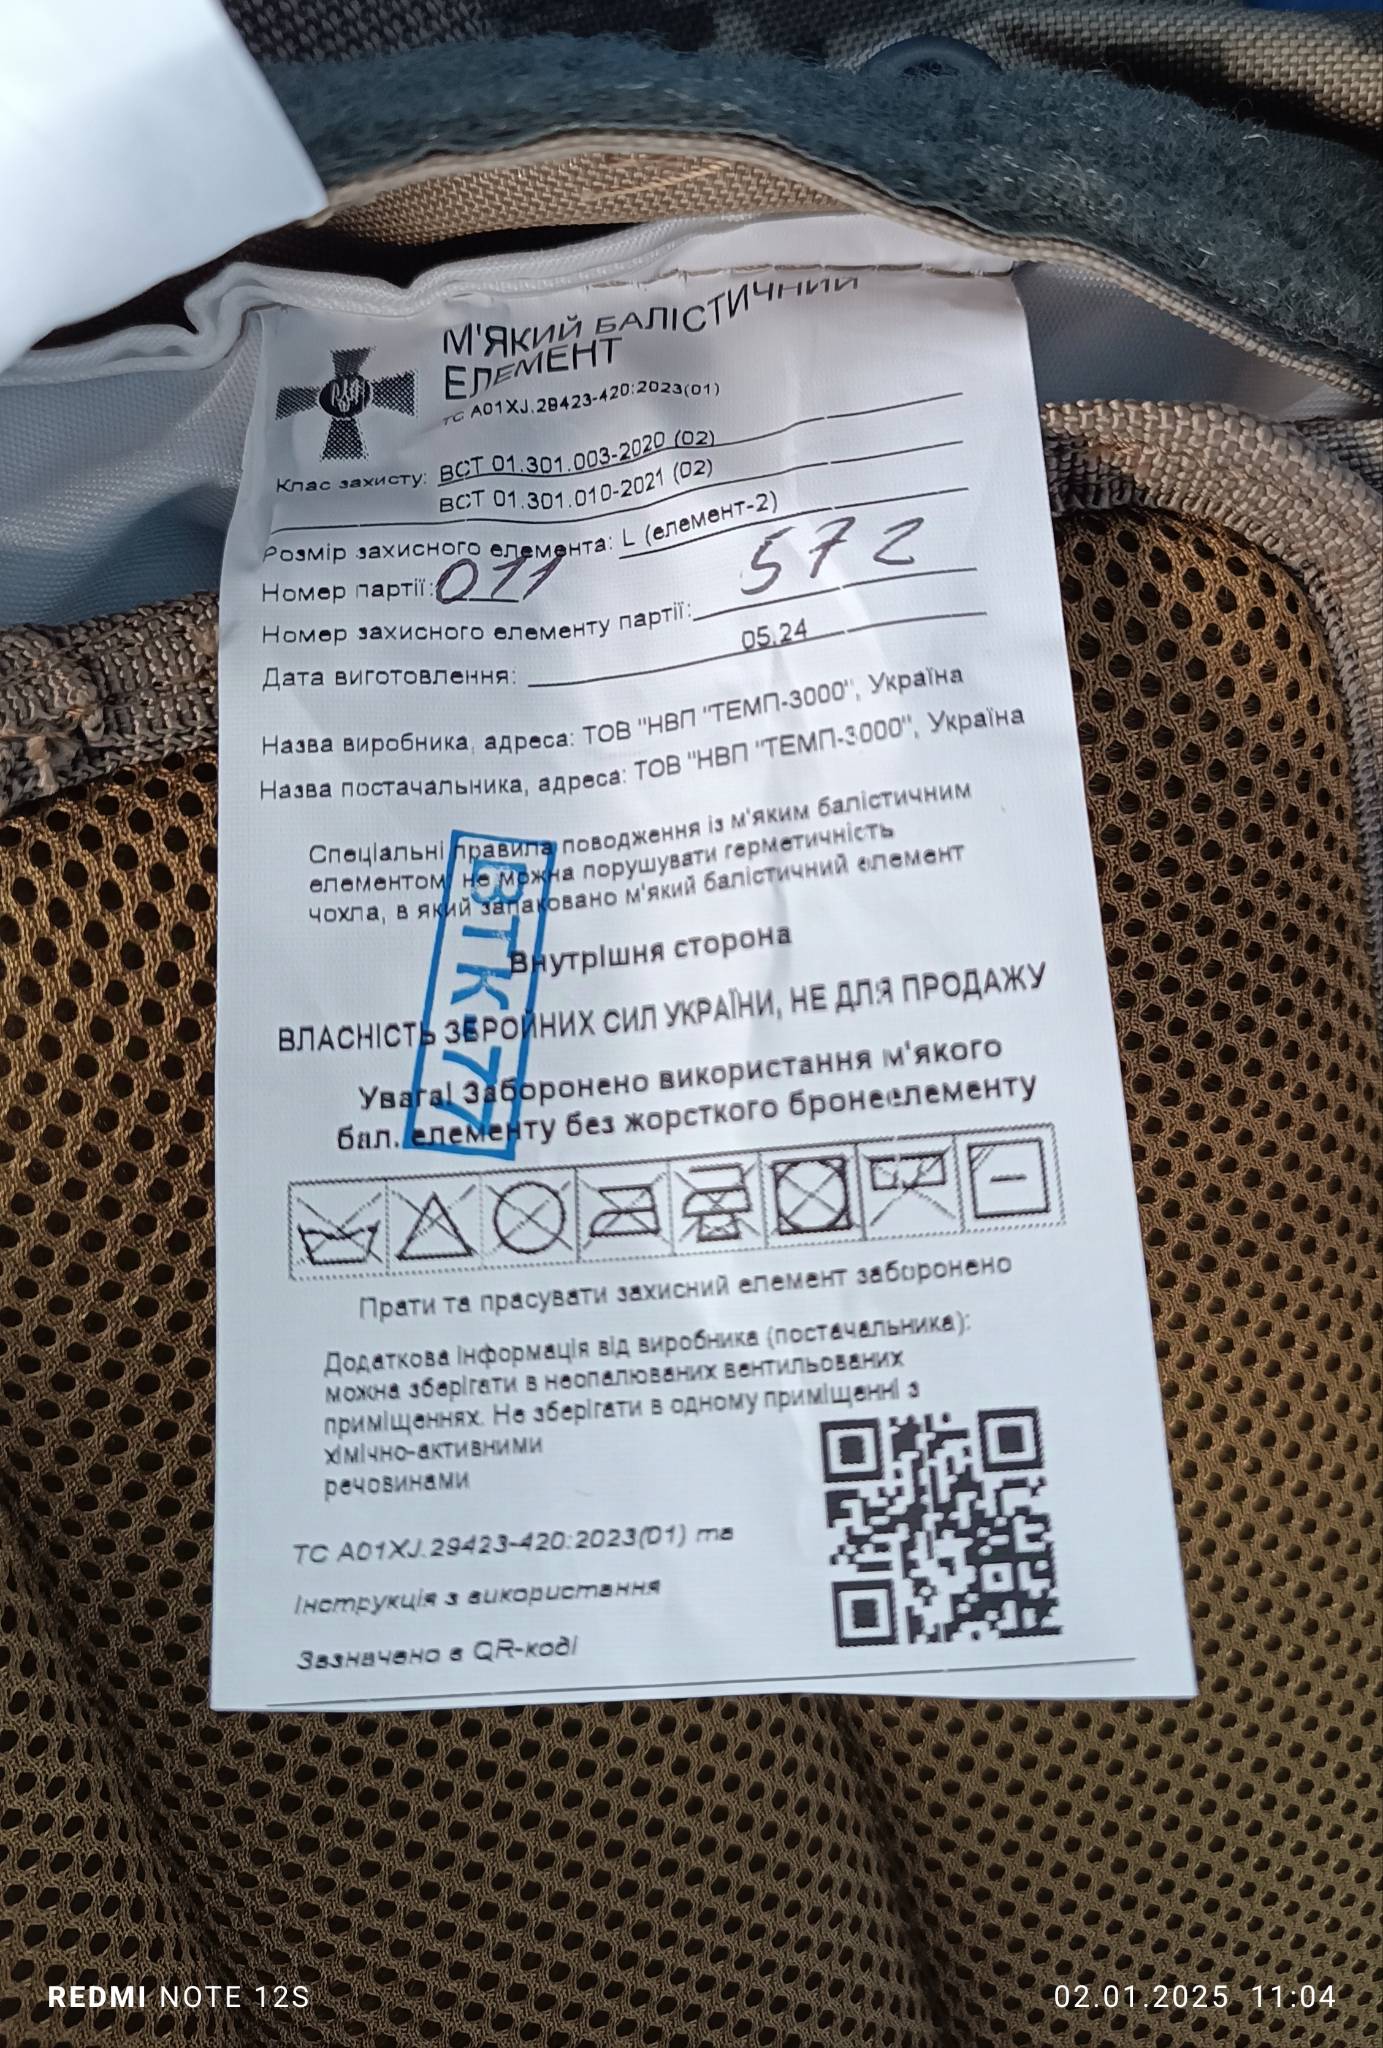 М'ЯКИЙ БАЛІСТИЧНИЙ
ЕЛЕМЕНТ
ТС А01XJ.29423-420:2023(01)
Клас захисту: ВСТ 01.301.003-2020 (02)
ВСТ 01.301.010-2021 (02)
Розмір захисного елемента: L (елемент-2)
Номер партії: 011
Номер захисного елементу партії: 572
Дата виготовлення: 05.24
Назва виробника, адреса: ТОВ "НВП "ТЕМП-3000", Україна
Назва постачальника, адреса: ТОВ "НВП "ТЕМП-3000", Україна
Спеціальні правила поводження із м'яким балістичним
елементом: не можна порушувати герметичність
чохла, в який запаковано м'який балістичний елемент
Внутрішня сторона
ВЛАСНІСТЬ ЗБРОЙНИХ СИЛ УКРАЇНИ, НЕ ДЛЯ ПРОДАЖУ
Увага! Заборонено використання м'якого
бал. елементу без жорсткого бронеелементу
ВТК-77
Прати та прасувати захисний елемент заборонено
Додаткова інформація від виробника (постачальника):
можна зберігати в неопалюваних вентильованих
приміщеннях. Не зберігати в одному приміщенні з
хімічно-активними
речовинами
ТС А01XJ.29423-420:2023(01) та
Інструкція з використання
Зазначено в QR-коді
REDMI NOTE 12S
02.01.2025 11:04